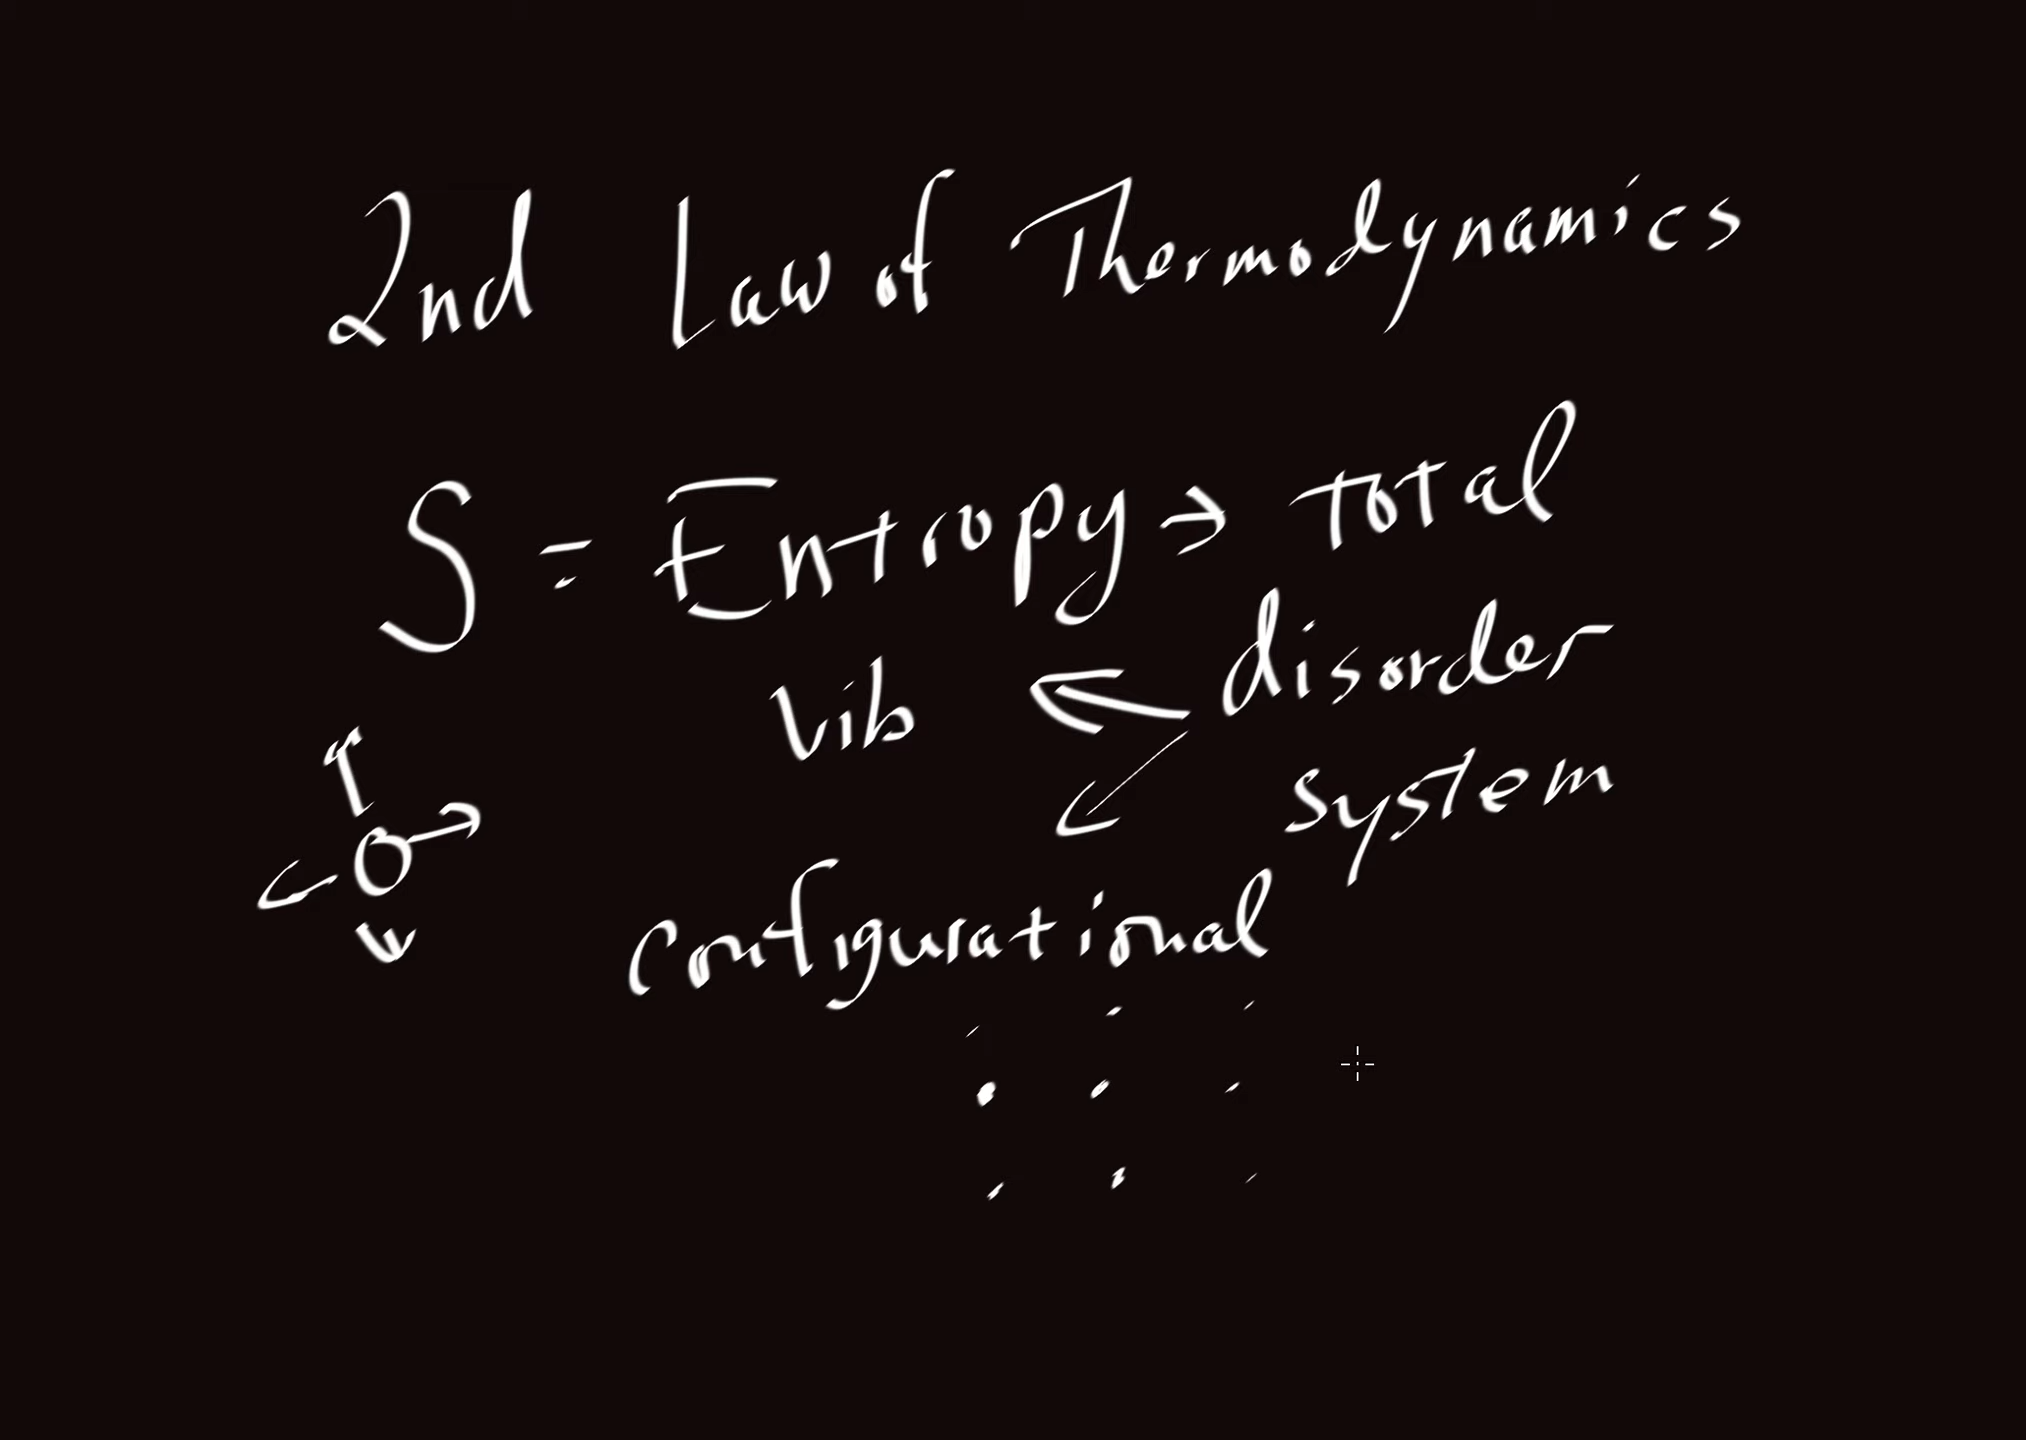 2nd Law of Thermodynamics
S = Entropy → total
disorder
vib ←
system
configurational